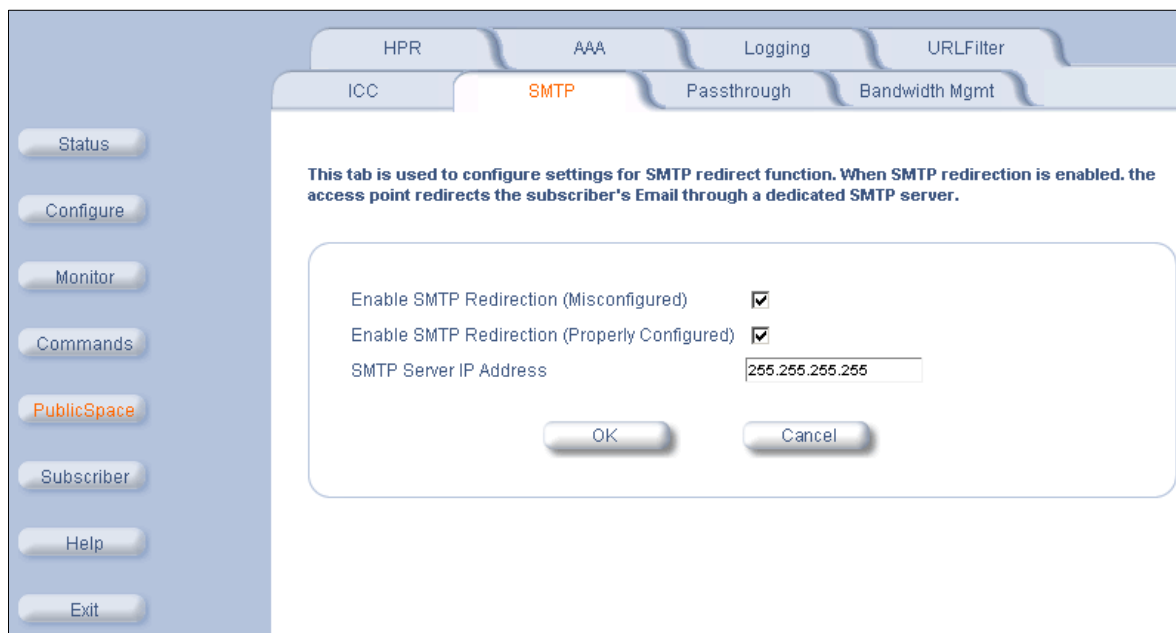 HPR AAA Logging URLFilter
ICC SMTP Passthrough Bandwidth Mgmt
Status
Configure
Monitor
Commands
PublicSpace
Subscriber
Help
Exit
This tab is used to configure settings for SMTP redirect function. When SMTP redirection is enabled. the
access point redirects the subscriber's Email through a dedicated SMTP server.
Enable SMTP Redirection (Misconfigured)
Enable SMTP Redirection (Properly Configured)
SMTP Server IP Address 255.255.255.255
OK Cancel